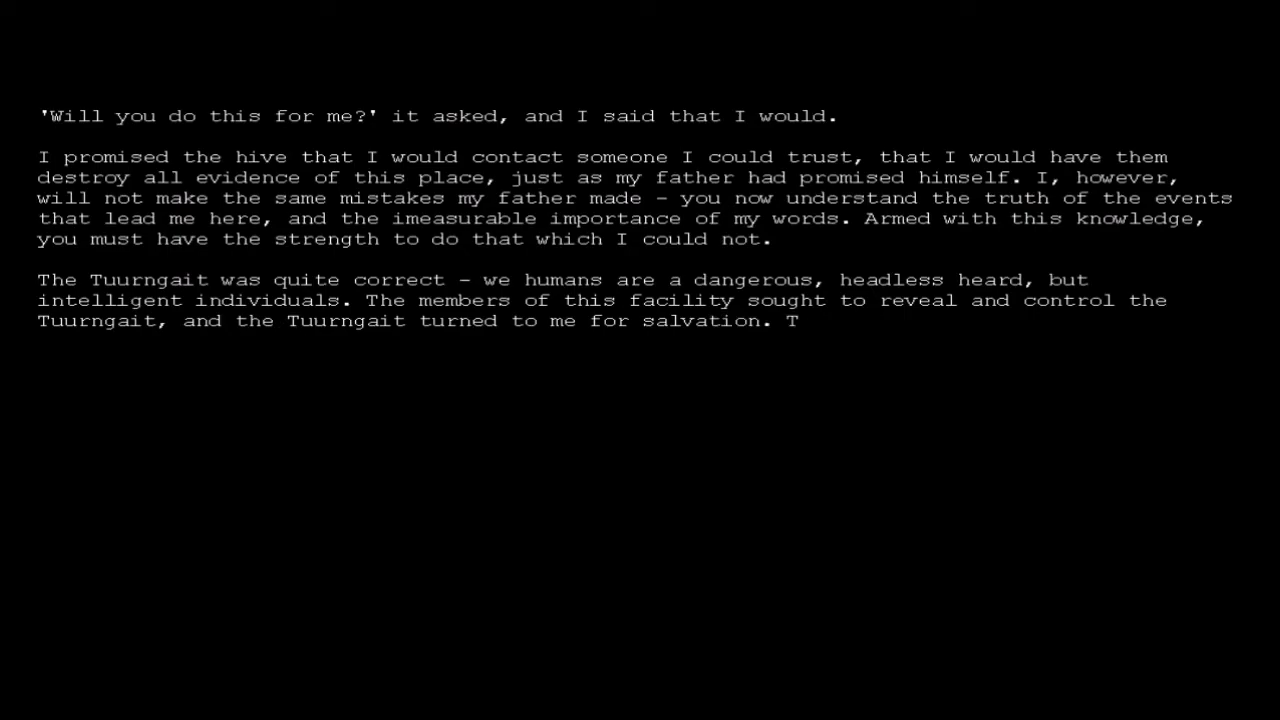 'Will you do this for me?' it asked, and I said that I would.
I promised the hive that I would contact someone I could trust, that I would have them
destroy all evidence of this place, just as my father had promised himself. I, however,
will not make the same mistakes my father made - you now understand the truth of the events
that lead me here, and the imeasurable importance of my words. Armed with this knowledge,
you must have the strength to do that which I could not.
The Tuurngait was quite correct - we humans are a dangerous, headless heard, but
intelligent individuals. The members of this facility sought to reveal and control the
Tuurngait, and the Tuurngait turned to me for salvation. T